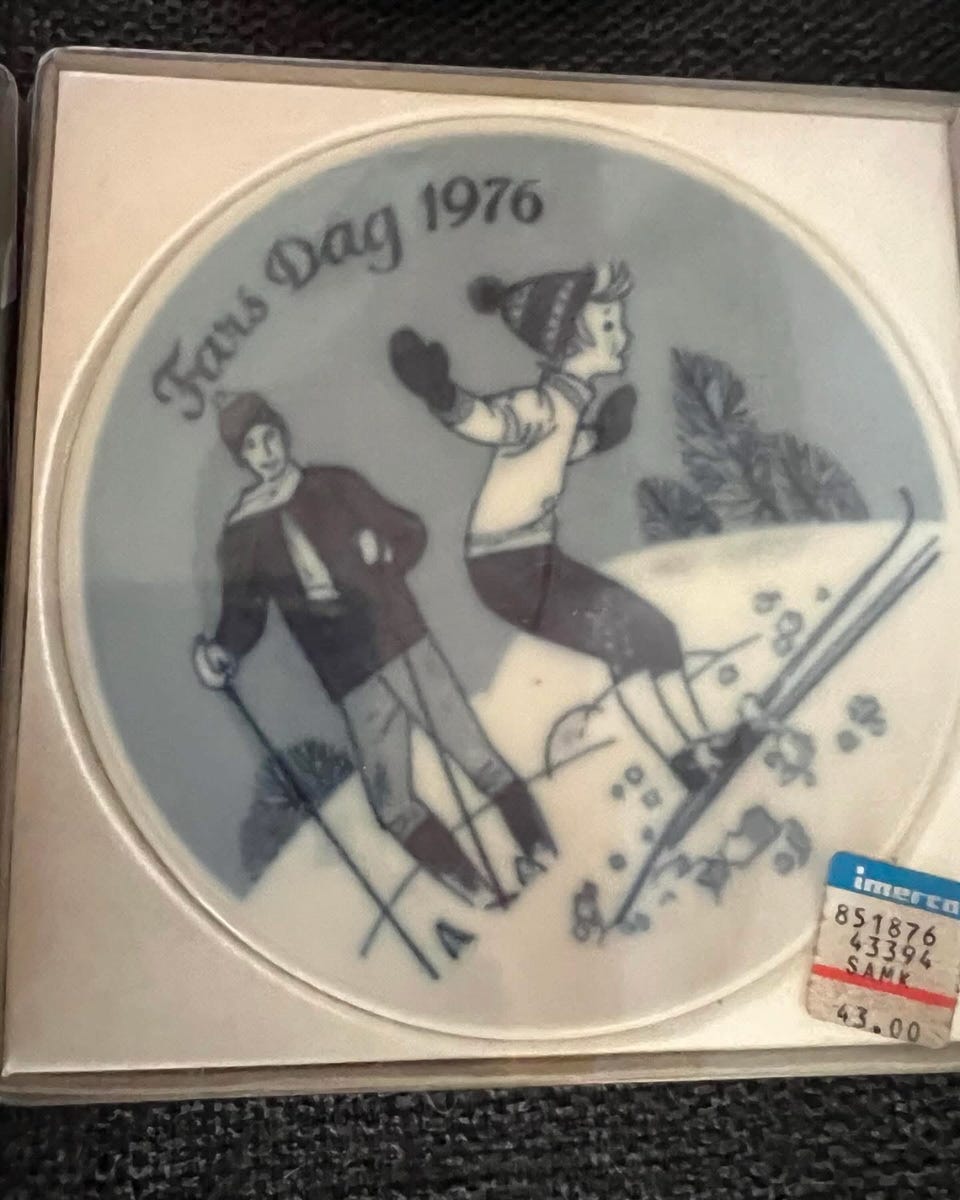 Fars Dag 1976
imerco
851876
43394
SAMK
43.00